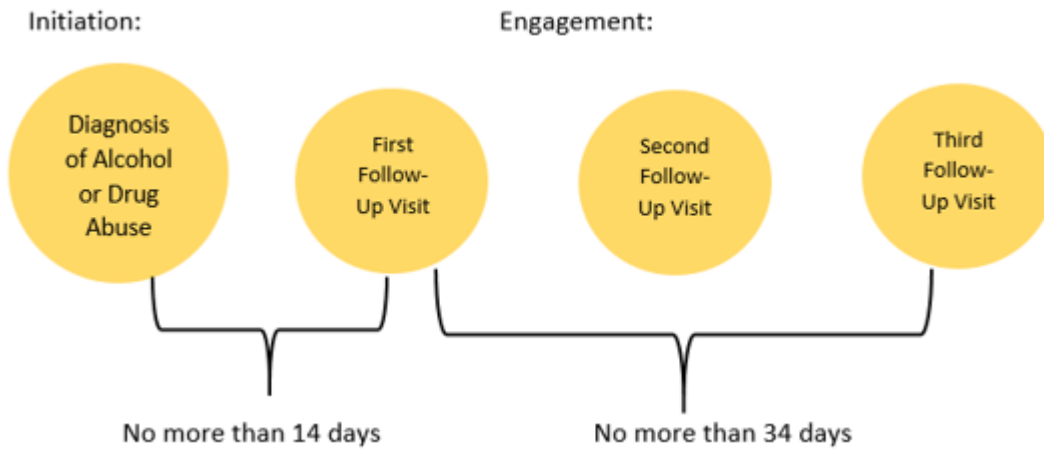 Initiation:
Engagement:
Diagnosis
of Alcohol
or Drug
Abuse
First
Follow-
Up Visit
Second
Follow-
Up Visit
Third
Follow-
Up Visit
No more than 14 days
No more than 34 days